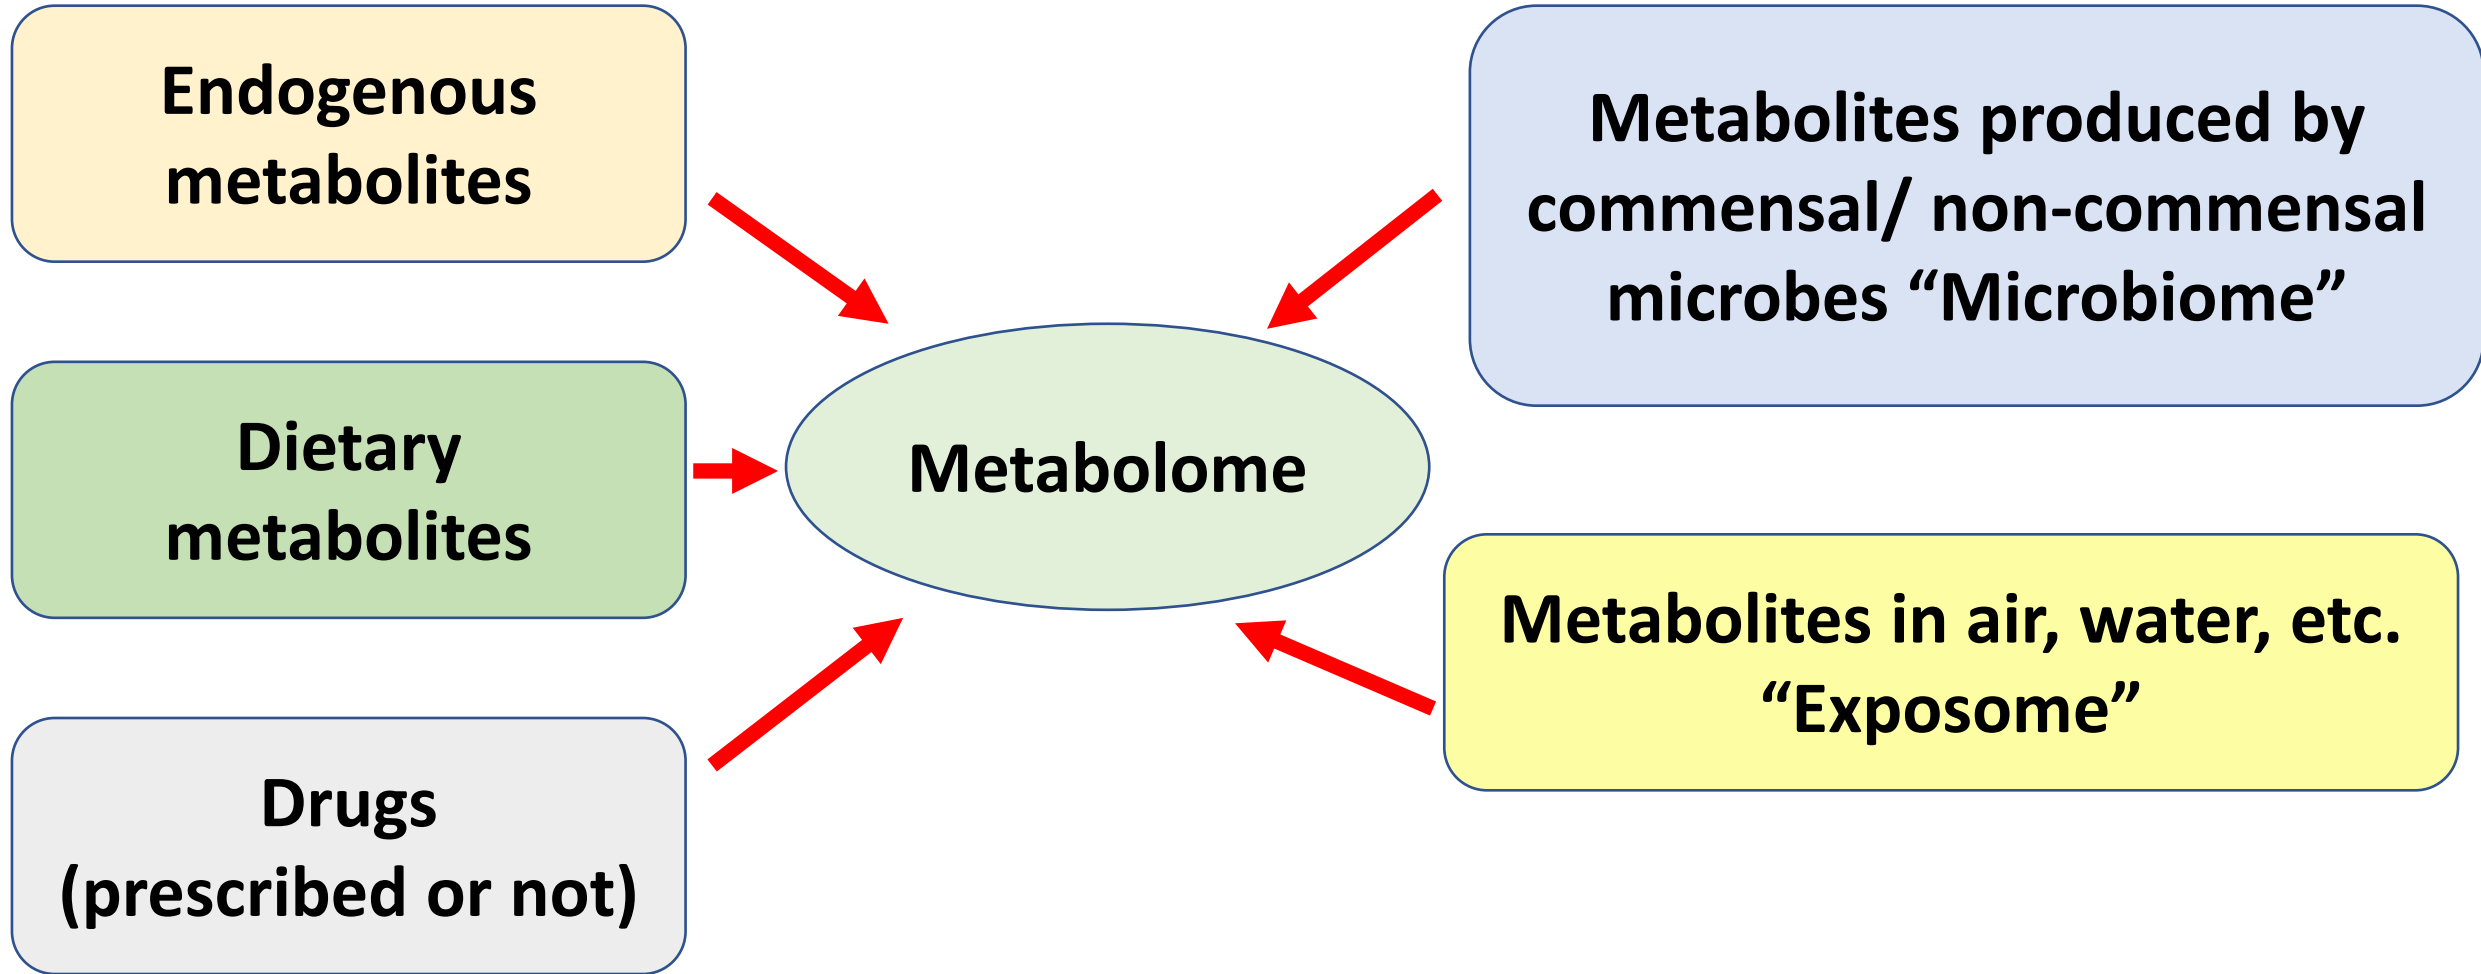 Endogenous
metabolites
Metabolites produced by
commensal/ non-commensal
microbes “Microbiome”
Dietary
metabolites
Metabolome
Metabolites in air, water, etc.
“Exposome”
Drugs
(prescribed or not)